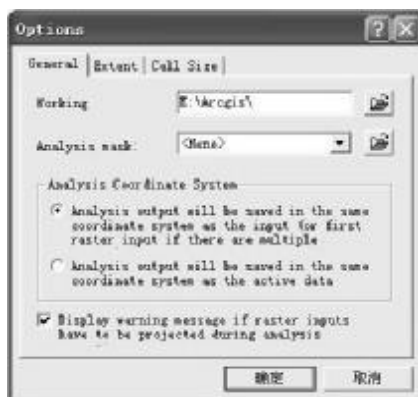 Options
General Extent Cell Size
Working
E:\Arcgis\
Analysis mask:
<None>
Analysis Coordinate System
Analysis output will be saved in the same
coordinate system as the input (or first
raster input if there are multiple
Analysis output will be saved in the same
coordinate system as the active data
Display warning message if raster inputs
have to be projected during analysis
确定 取消